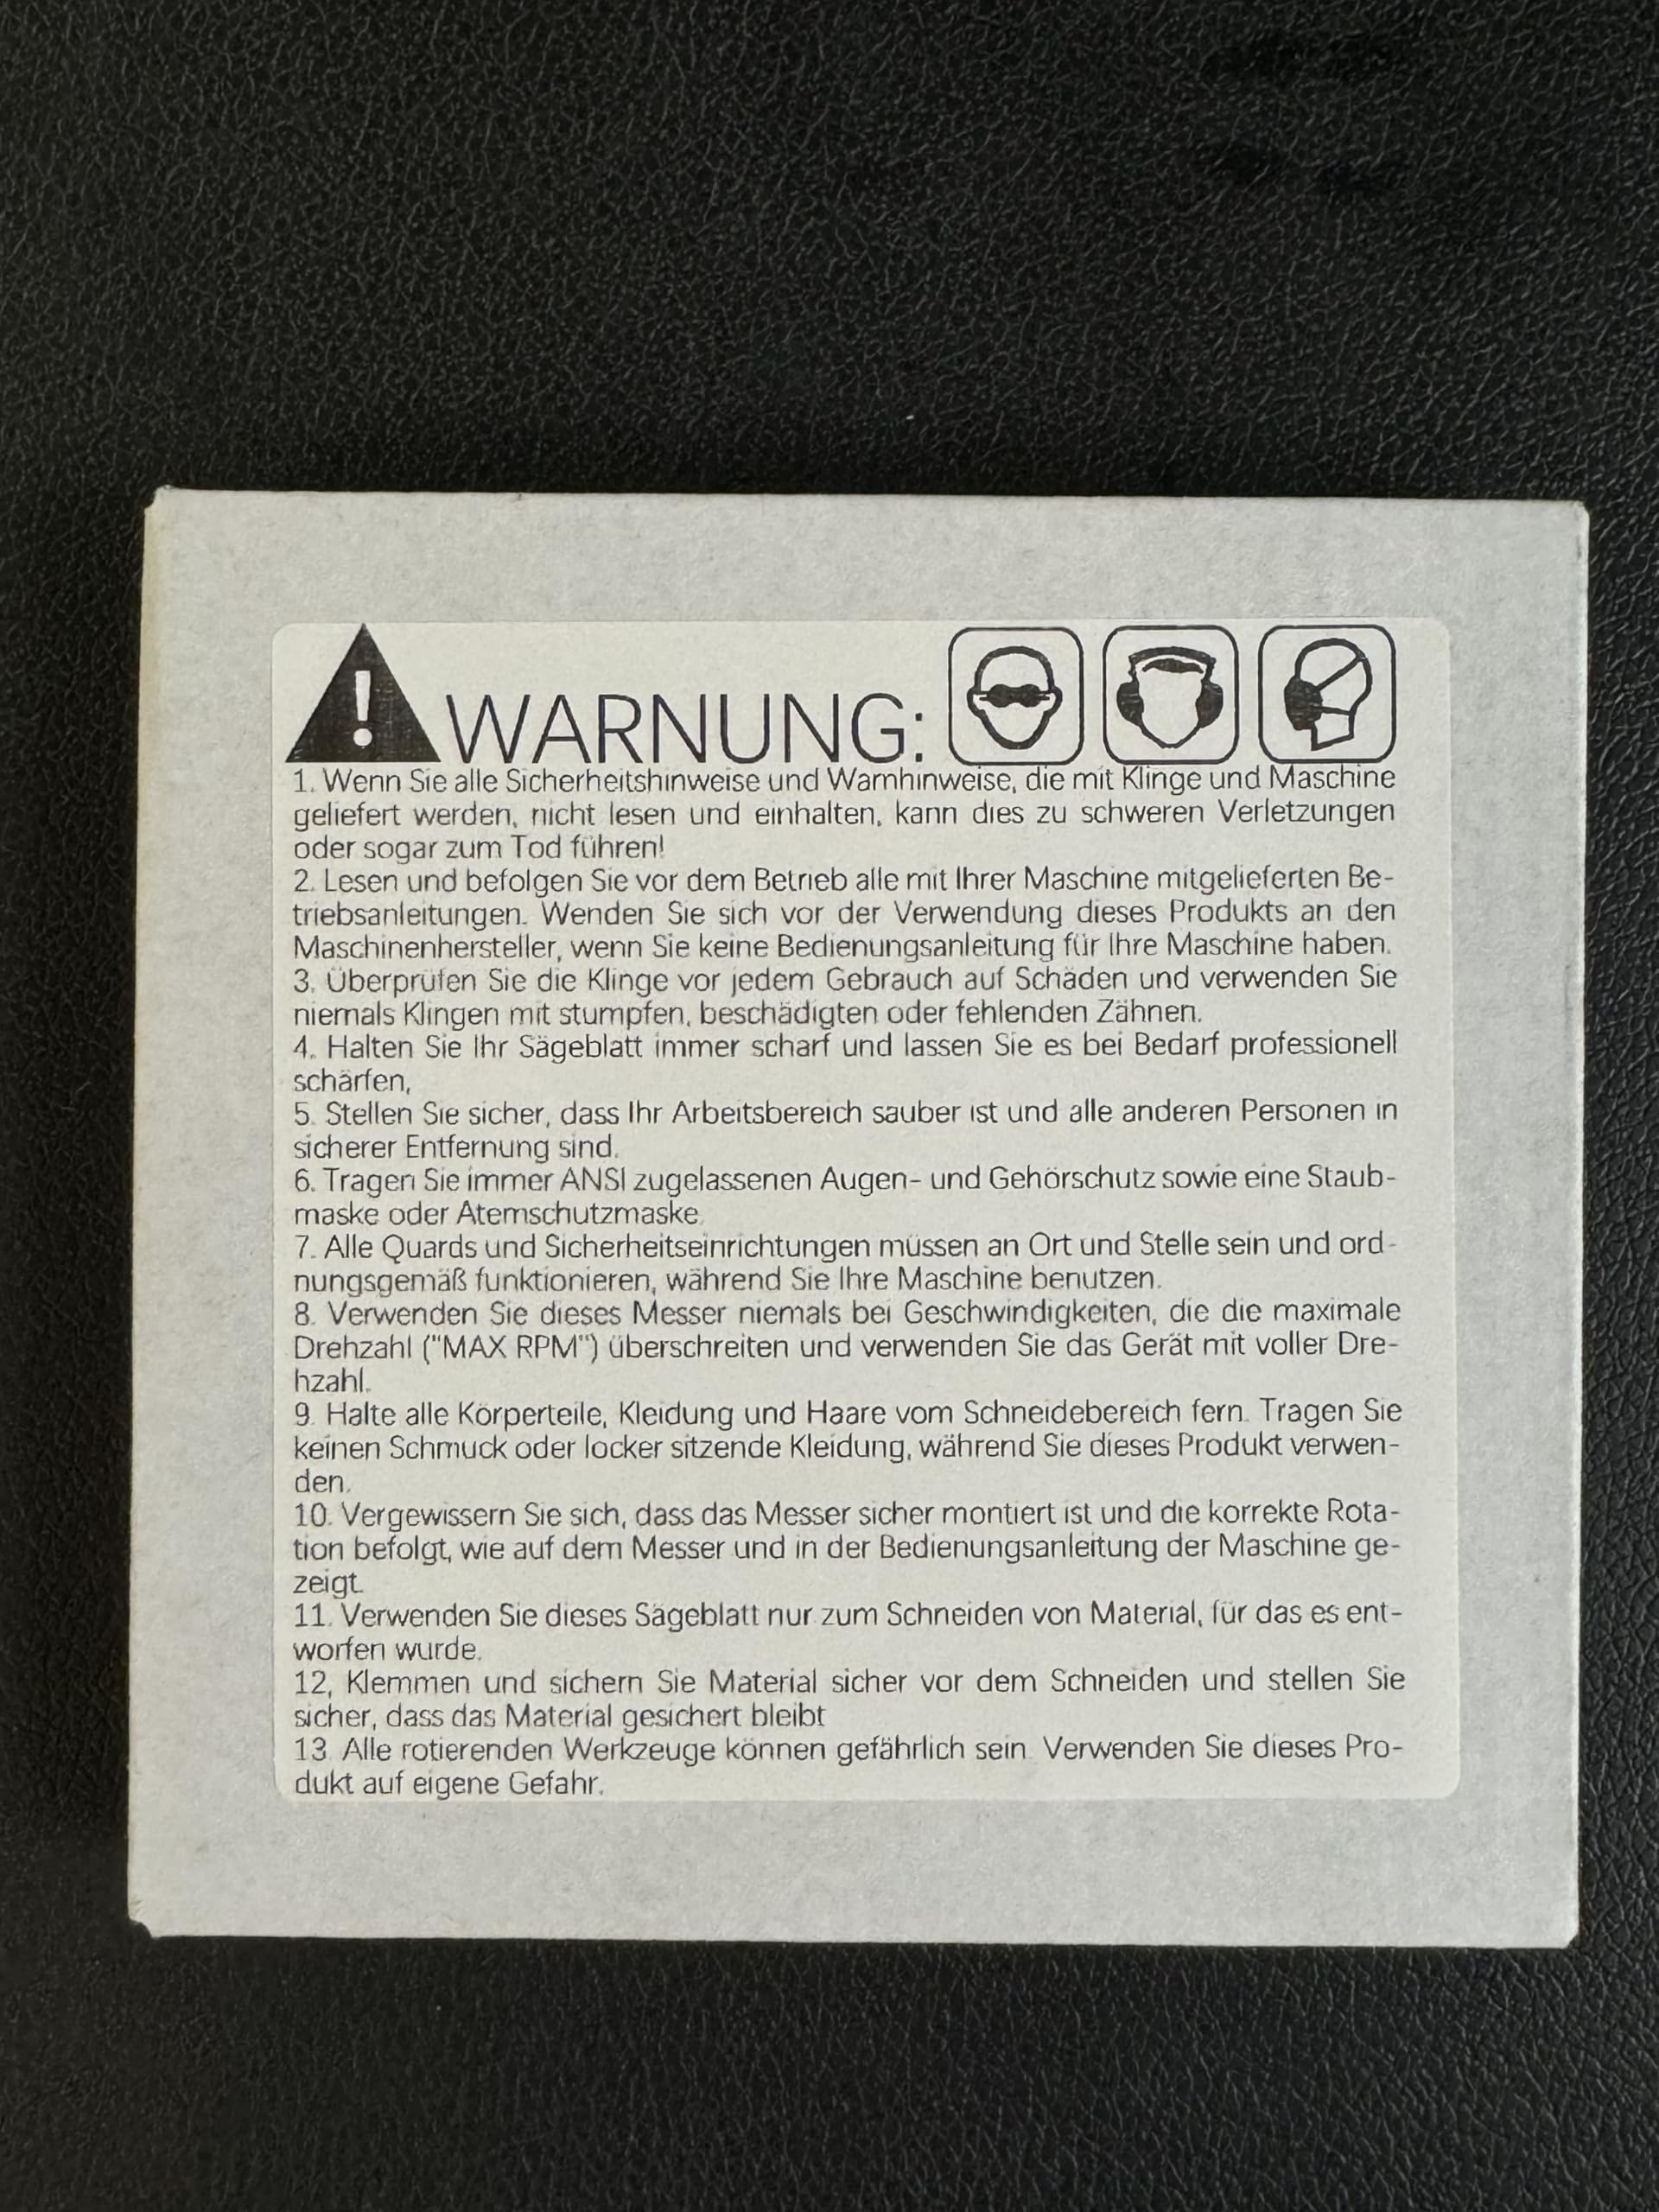 WARNUNG:
1. Wenn Sie alle Sicherheitshinweise und Warnhinweise, die mit Klinge und Maschine
geliefert werden, nicht lesen und einhalten, kann dies zu schweren Verletzungen
oder sogar zum Tod führen!
2. Lesen und befolgen Sie vor dem Betrieb alle mit Ihrer Maschine mitgelieferten Be-
triebsanleitungen. Wenden Sie sich vor der Verwendung dieses Produkts an den
Maschinenhersteller, wenn Sie keine Bedienungsanleitung für Ihre Maschine haben.
3. Überprüfen Sie die Klinge vor jedem Gebrauch auf Schäden und verwenden Sie
niemals Klingen mit stumpfen, beschädigten oder fehlenden Zähnen.
4. Halten Sie Ihr Sägeblatt immer scharf und lassen Sie es bei Bedarf professionell
schärfen,
5. Stellen Sie sicher, dass Ihr Arbeitsbereich sauber ist und alle anderen Personen in
sicherer Entfernung sind.
6. Tragen Sie immer ANSI zugelassenen Augen- und Gehörschutz sowie eine Staub-
maske oder Atemschutzmaske.
7. Alle Quards und Sicherheitseinrichtungen müssen an Ort und Stelle sein und ord-
nungsgemäß funktionieren, während Sie Ihre Maschine benutzen.
8. Verwenden Sie dieses Messer niemals bei Geschwindigkeiten, die die maximale
Drehzahl ("MAX RPM") überschreiten und verwenden Sie das Gerät mit voller Dre-
hzahl.
9. Halte alle Körperteile, Kleidung und Haare vom Schneidebereich fern. Tragen Sie
keinen Schmuck oder locker sitzende Kleidung, während Sie dieses Produkt verwen-
den.
10. Vergewissern Sie sich, dass das Messer sicher montiert ist und die korrekte Rota-
tion befolgt, wie auf dem Messer und in der Bedienungsanleitung der Maschine ge-
zeigt.
11. Verwenden Sie dieses Sägeblatt nur zum Schneiden von Material, für das es ent-
worfen wurde.
12, Klemmen und sichern Sie Material sicher vor dem Schneiden und stellen Sie
sicher, dass das Material gesichert bleibt
13. Alle rotierenden Werkzeuge können gefährlich sein. Verwenden Sie dieses Pro-
dukt auf eigene Gefahr.